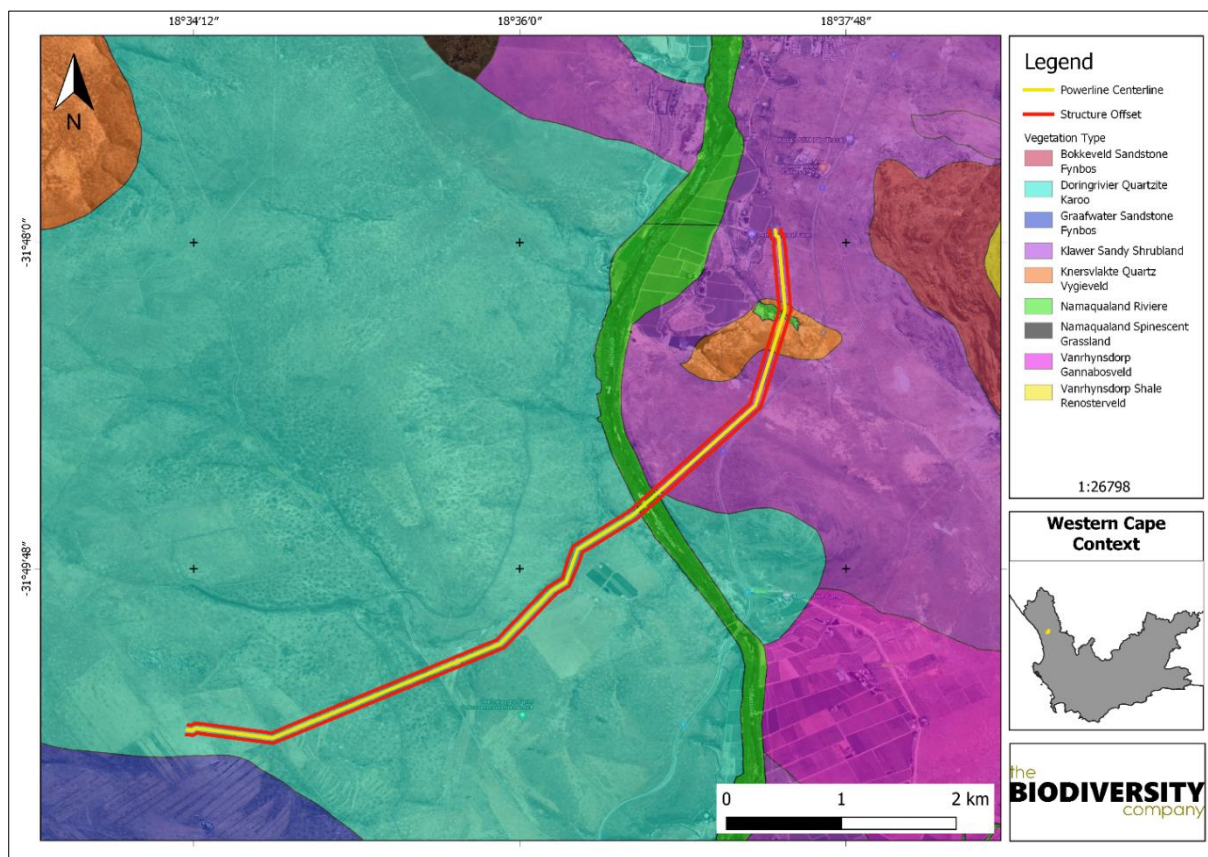 18°34′12″ 18°36′0″ 18°37′48″
-31°48′0″
-31°49′48″
N
0 1 2 km
Legend
Powerline Centerline
Structure Offset
Vegetation Type
Bokkeveld Sandstone
Fynbos
Doringrivier Quartzite
Karoo
Graafwater Sandstone
Fynbos
Klawer Sandy Shrubland
Knersvlakte Quartz
Vygieveld
Namaqualand Riviere
Namaqualand Spinescent
Grassland
Vanrhynsdorp
Gannabosveld
Vanrhynsdorp Shale
Renosterveld
1:26798
Western Cape
Context
the
BIODIVERSITY
company